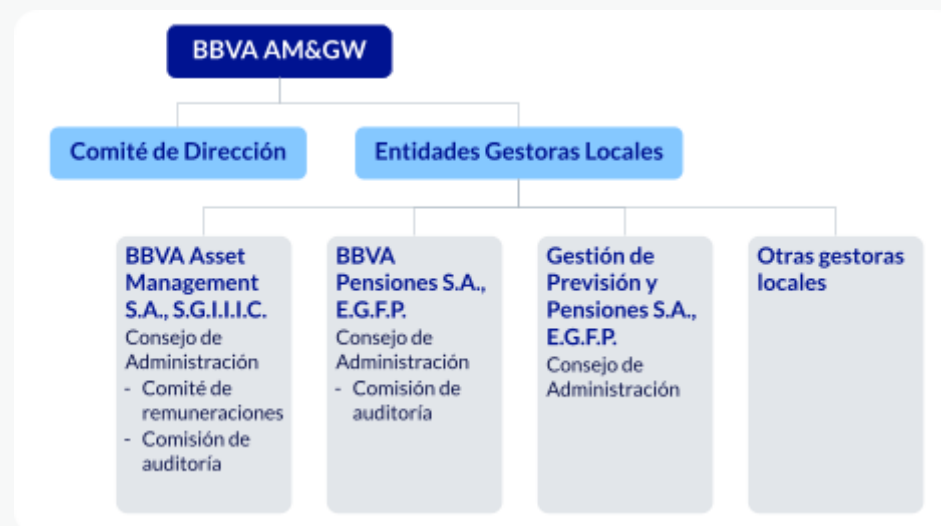 BBVA AM&GW
Comité de Dirección
Entidades Gestoras Locales
BBVA Asset
Management
S.A., S.G.I.I.I.C.
Consejo de
Administración
- Comité de
remuneraciones
- Comisión de
auditoría
BBVA
Pensiones S.A.,
E.G.F.P.
Consejo de
Administración
- Comisión de
auditoría
Gestión de
Previsión y
Pensiones S.A.,
E.G.F.P.
Consejo de
Administración
Otras gestoras
locales